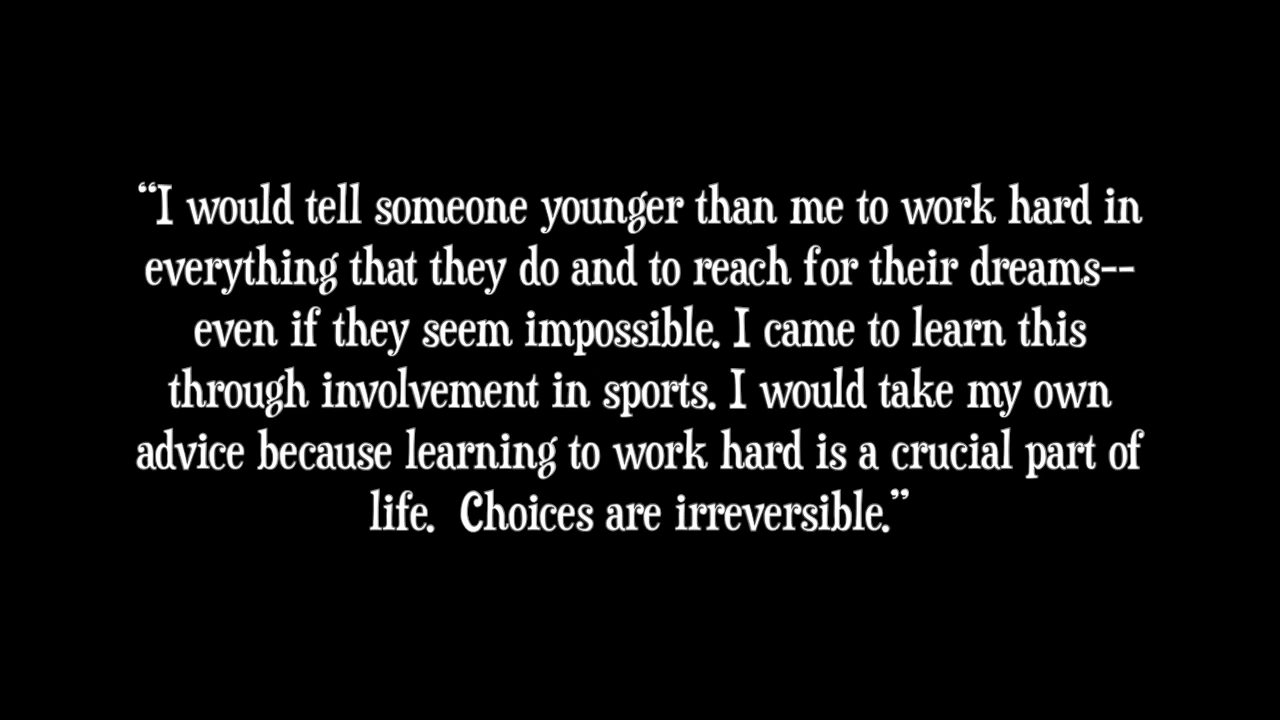 “I would tell someone younger than me to work hard in
everything that they do and to reach for their dreams--
even if they seem impossible. I came to learn this
through involvement in sports. I would take my own
advice because learning to work hard is a crucial part of
life.  Choices are irreversible.”